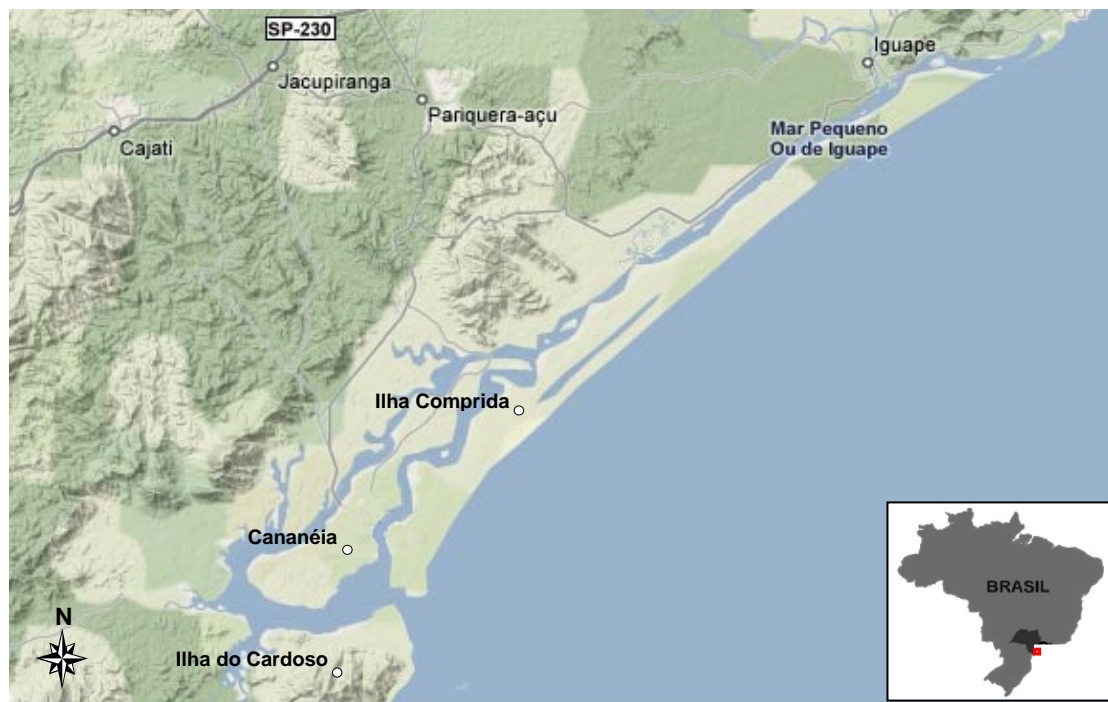 SP-230
Iguape
Jacupiranga
Pariquera-açu
Mar Pequeno
Ou de Iguape
Cajati
Ilha Comprida
Cananéia
BRASIL
N
Ilha do Cardoso